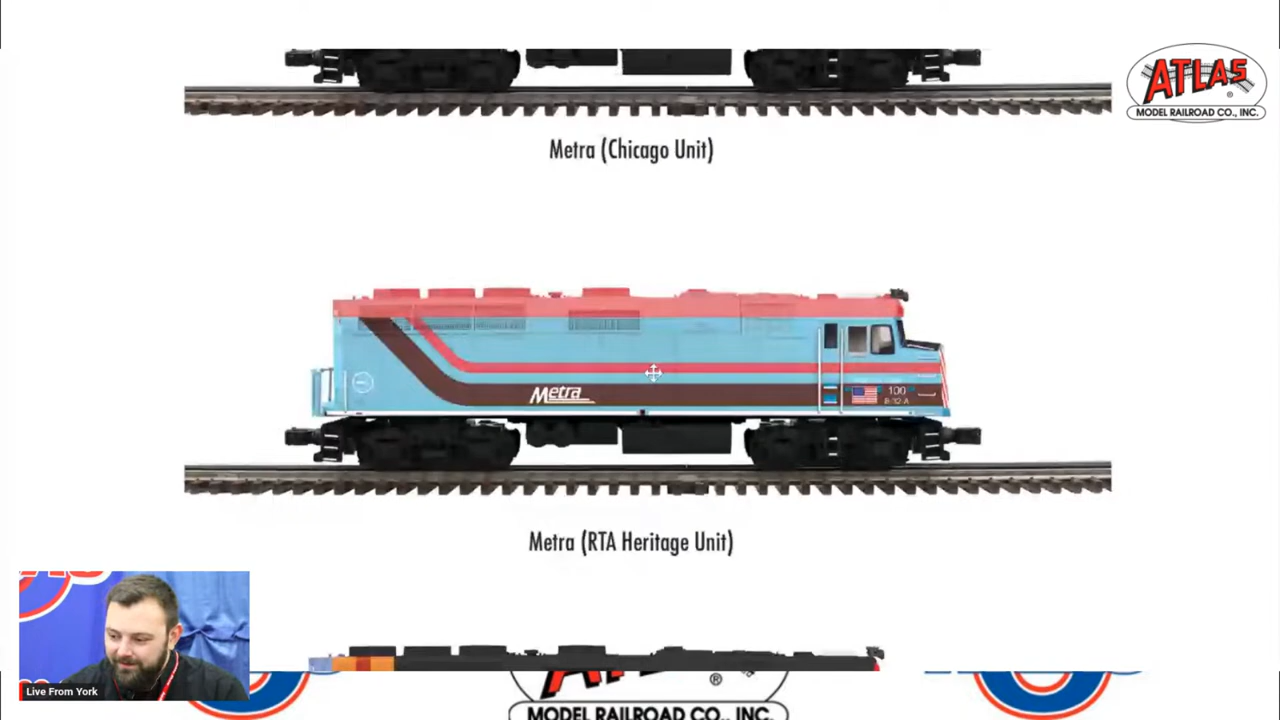 ATLAS
MODEL RAILROAD CO., INC.
®
Metra (Chicago Unit)
Metra
100
Metra (RTA Heritage Unit)
Live From York
®
MODEL RAILROAD CO., INC.